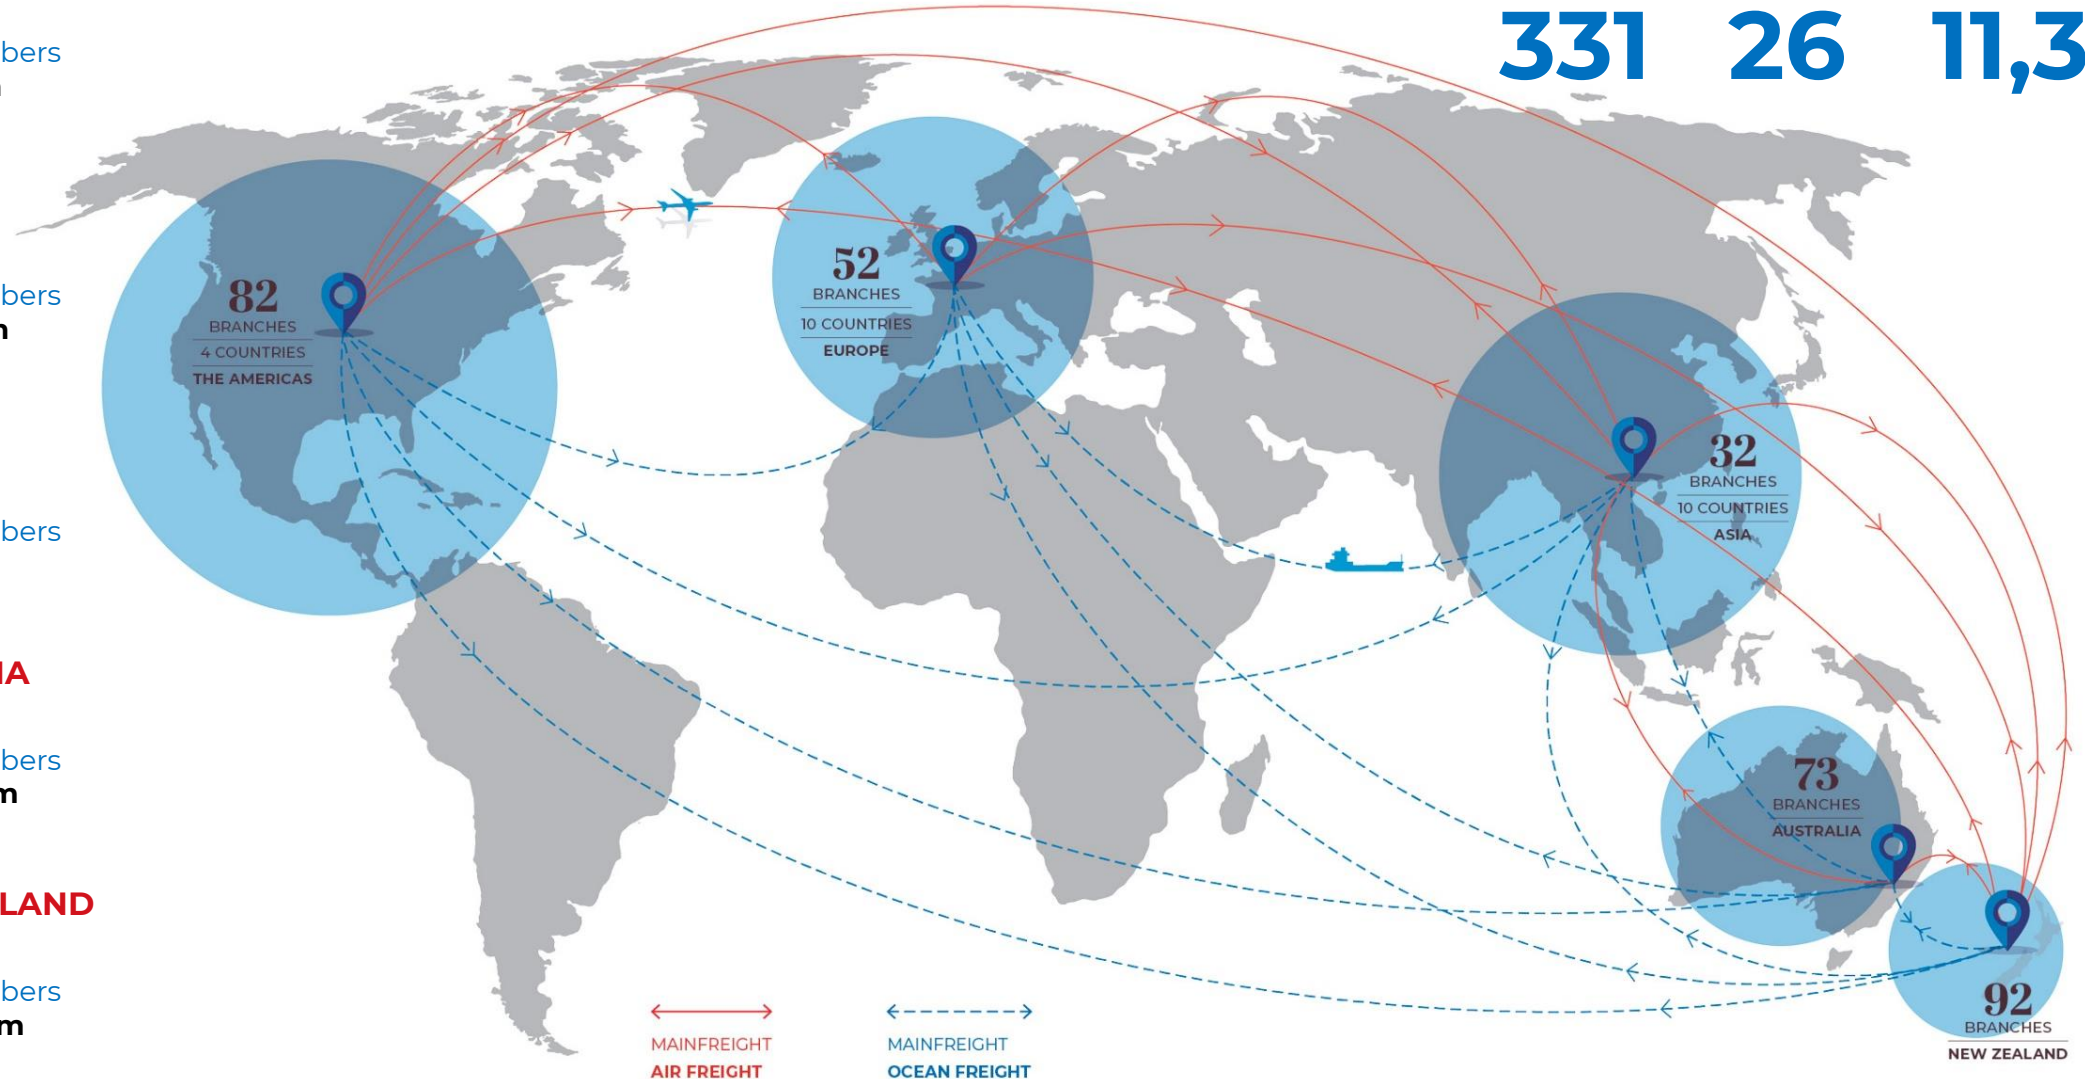 331 26 11,3
bers
bers
m
bers
IA
bers
m
LAND
bers
m
82
BRANCHES
4 COUNTRIES
THE AMERICAS
52
BRANCHES
10 COUNTRIES
EUROPE
32
BRANCHES
10 COUNTRIES
ASIA
73
BRANCHES
AUSTRALIA
92
BRANCHES
NEW ZEALAND
MAINFREIGHT
AIR FREIGHT
MAINFREIGHT
OCEAN FREIGHT